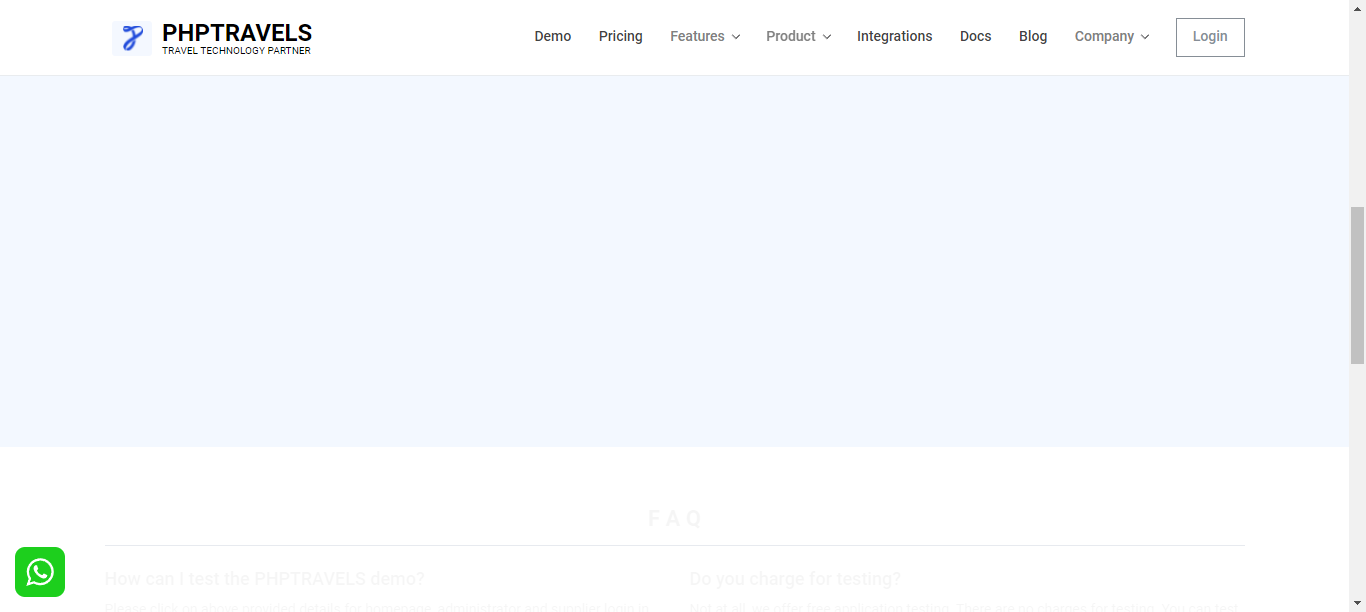 PHPTRAVELS
TRAVEL TECHNOLOGY PARTNER
Demo Pricing Features Product Integrations Docs Blog Company Login
FAQ
How can I test the PHPTRAVELS demo? Do you charge for testing?
Please click on above provided details for homepage, administrator and supplier login in Not at all, we offer free application testing. There are no charges for testing. You can test